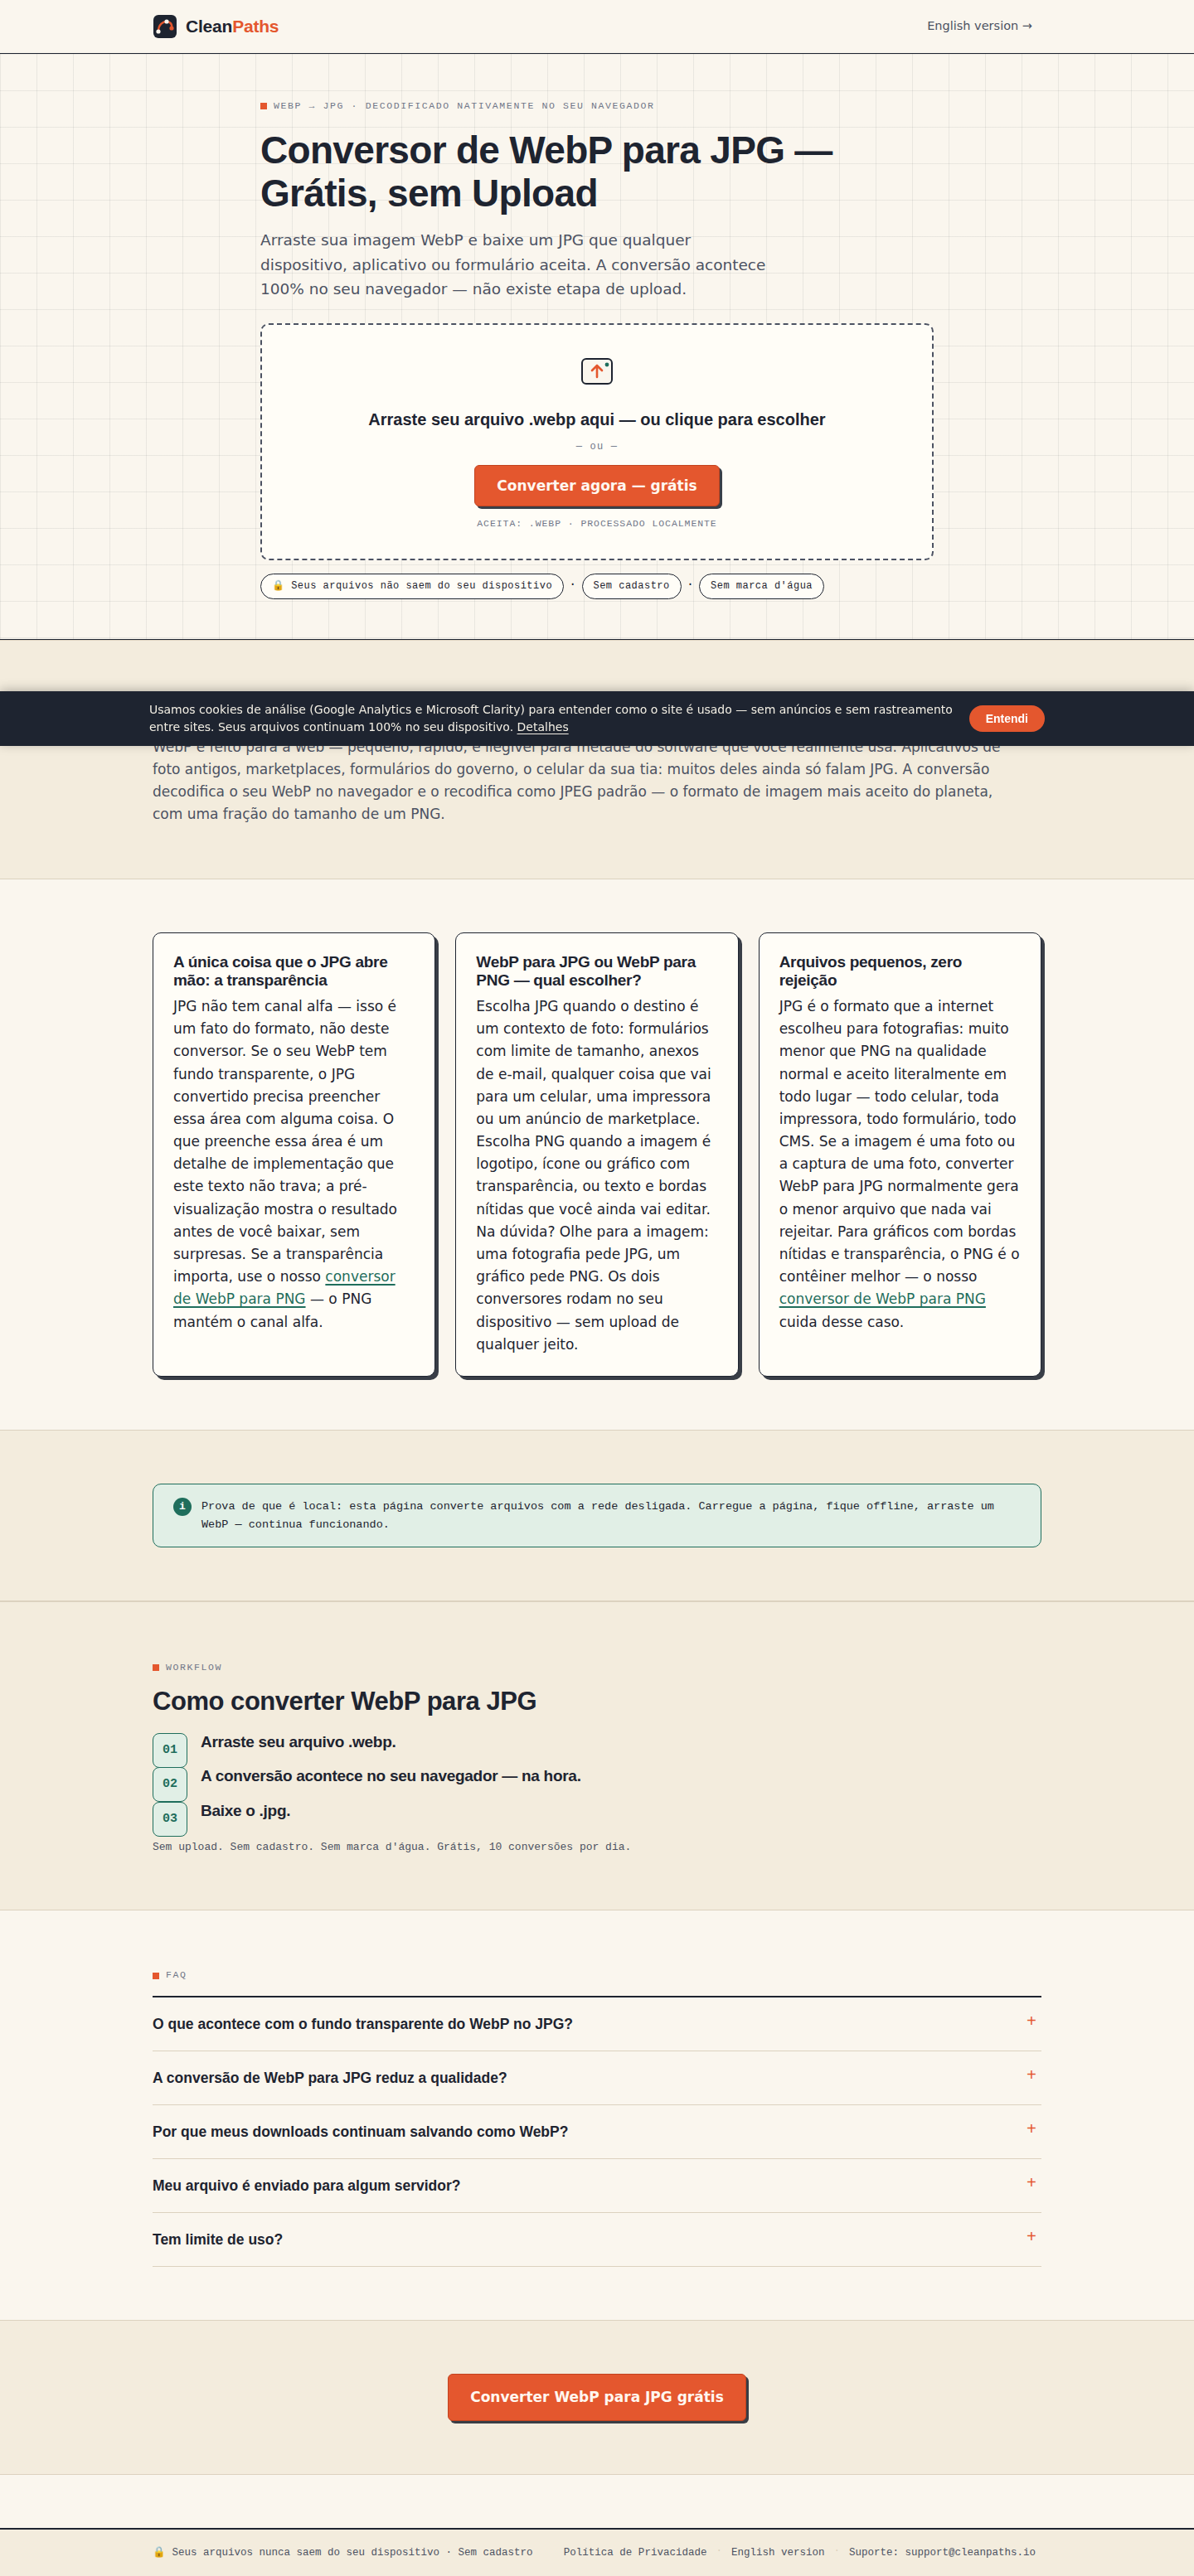 CleanPaths
English version →
WEBP → JPG · DECODIFICADO NATIVAMENTE NO SEU NAVEGADOR
Conversor de WebP para JPG —
Grátis, sem Upload
Arraste sua imagem WebP e baixe um JPG que qualquer
dispositivo, aplicativo ou formulário aceita. A conversão acontece
100% no seu navegador — não existe etapa de upload.
Arraste seu arquivo .webp aqui — ou clique para escolher
— ou —
Converter agora — grátis
ACEITA: .WEBP · PROCESSADO LOCALMENTE
🔒 Seus arquivos não saem do seu dispositivo · Sem cadastro · Sem marca d'água
Usamos cookies de análise (Google Analytics e Microsoft Clarity) para entender como o site é usado — sem anúncios e sem rastreamento
entre sites. Seus arquivos continuam 100% no seu dispositivo. Detalhes
Entendi
WebP é feito para a web — pequeno, rápido, e ilegível para metade do software que você realmente usa. Aplicativos de
foto antigos, marketplaces, formulários do governo, o celular da sua tia: muitos deles ainda só falam JPG. A conversão
decodifica o seu WebP no navegador e o recodifica como JPEG padrão — o formato de imagem mais aceito do planeta,
com uma fração do tamanho de um PNG.
A única coisa que o JPG abre
mão: a transparência
JPG não tem canal alfa — isso é
um fato do formato, não deste
conversor. Se o seu WebP tem
fundo transparente, o JPG
convertido precisa preencher
essa área com alguma coisa. O
que preenche essa área é um
detalhe de implementação que
este texto não trava; a pré-
visualização mostra o resultado
antes de você baixar, sem
surpresas. Se a transparência
importa, use o nosso conversor
de WebP para PNG — o PNG
mantém o canal alfa.
WebP para JPG ou WebP para
PNG — qual escolher?
Escolha JPG quando o destino é
um contexto de foto: formulários
com limite de tamanho, anexos
de e-mail, qualquer coisa que vai
para um celular, uma impressora
ou um anúncio de marketplace.
Escolha PNG quando a imagem é
logotipo, ícone ou gráfico com
transparência, ou texto e bordas
nítidas que você ainda vai editar.
Na dúvida? Olhe para a imagem:
uma fotografia pede JPG, um
gráfico pede PNG. Os dois
conversores rodam no seu
dispositivo — sem upload de
qualquer jeito.
Arquivos pequenos, zero
rejeição
JPG é o formato que a internet
escolheu para fotografias: muito
menor que PNG na qualidade
normal e aceito literalmente em
todo lugar — todo celular, toda
impressora, todo formulário, todo
CMS. Se a imagem é uma foto ou
a captura de uma foto, converter
WebP para JPG normalmente gera
o menor arquivo que nada vai
rejeitar. Para gráficos com bordas
nítidas e transparência, o PNG é o
contêiner melhor — o nosso
conversor de WebP para PNG
cuida desse caso.
i
Prova de que é local: esta página converte arquivos com a rede desligada. Carregue a página, fique offline, arraste um
WebP — continua funcionando.
WORKFLOW
Como converter WebP para JPG
01 Arraste seu arquivo .webp.
02 A conversão acontece no seu navegador — na hora.
03 Baixe o .jpg.
Sem upload. Sem cadastro. Sem marca d'água. Grátis, 10 conversões por dia.
FAQ
O que acontece com o fundo transparente do WebP no JPG? +
A conversão de WebP para JPG reduz a qualidade? +
Por que meus downloads continuam salvando como WebP? +
Meu arquivo é enviado para algum servidor? +
Tem limite de uso? +
Converter WebP para JPG grátis
🔒 Seus arquivos nunca saem do seu dispositivo · Sem cadastro
Política de Privacidade · English version · Suporte: support@cleanpaths.io